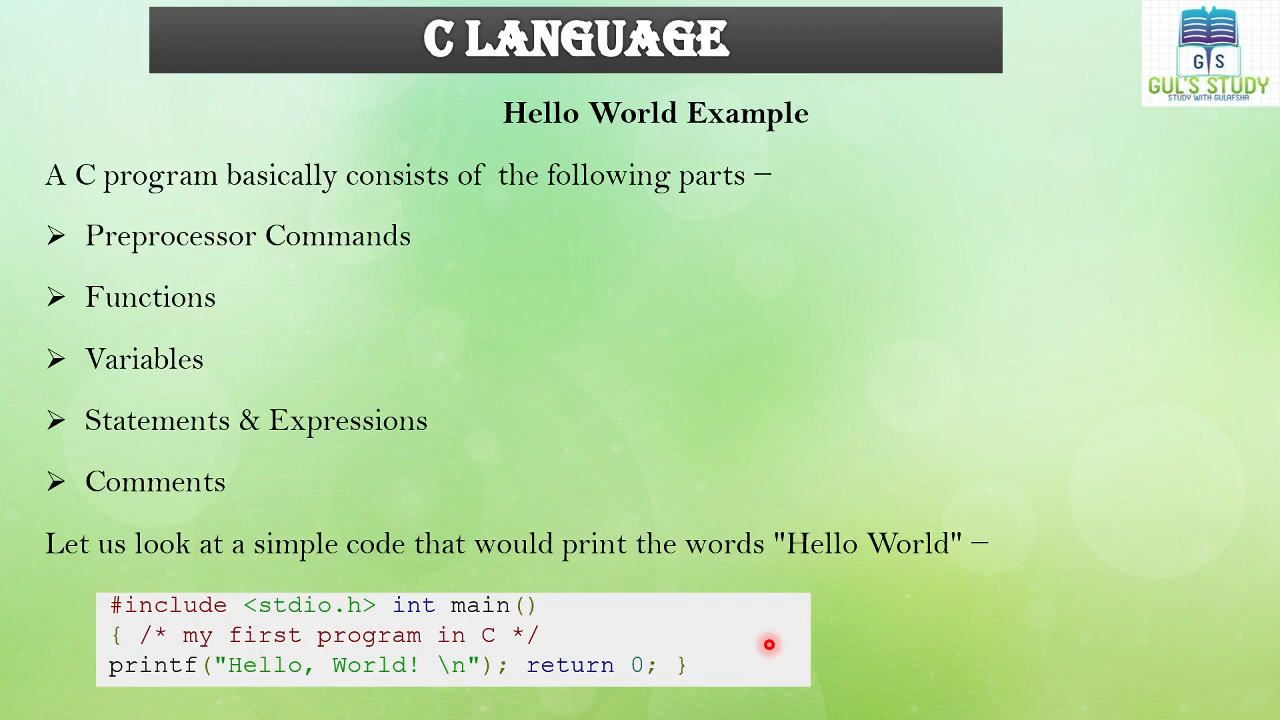 C LANGUAGE
G S
GUL'S STUDY
STUDY WITH GULAFSHA
Hello World Example
A C program basically consists of the following parts −
➢ Preprocessor Commands
➢ Functions
➢ Variables
➢ Statements & Expressions
➢ Comments
Let us look at a simple code that would print the words "Hello World" −
#include <stdio.h> int main()
{ /* my first program in C */
printf("Hello, World! \n"); return 0; }